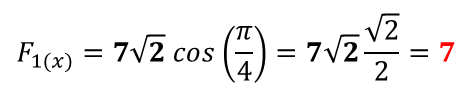 F₁₍ₓ₎ = 7√2 cos (π/4) = 7√2 √2/2 = 7